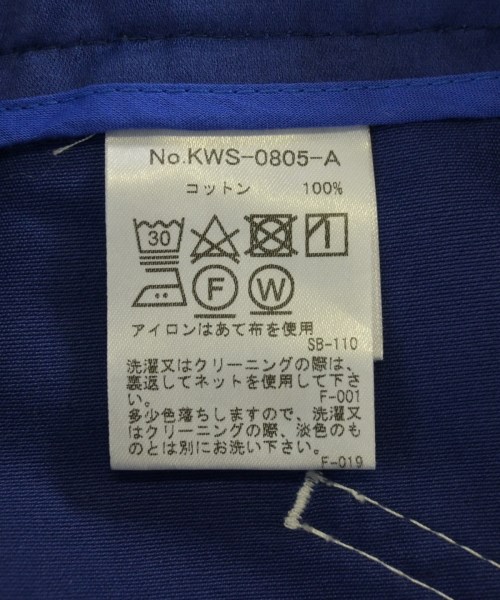 No.KWS-0805-A
コットン 100%
30
F W
アイロンはあて布を使用
SB-110
洗濯又はクリーニングの際は、
裏返してネットを使用して下さ
い。 F-001
多少色落ちしますので、洗濯又
はクリーニングの際、淡色のも
のとは別にお洗い下さい。
F-019